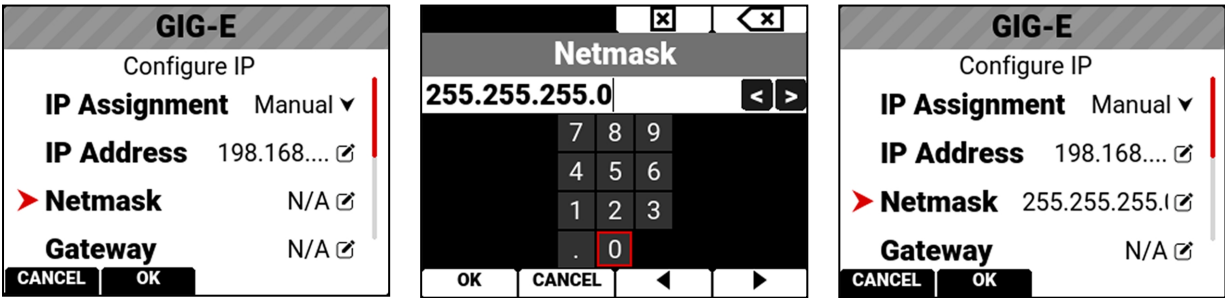 GIG-E
Configure IP
IP Assignment Manual
IP Address 198.168....
Netmask N/A
Gateway N/A
CANCEL OK
Netmask
255.255.255.0
< >
7 8 9
4 5 6
1 2 3
. 0
OK CANCEL
GIG-E
Configure IP
IP Assignment Manual
IP Address 198.168....
Netmask 255.255.255.
Gateway N/A
CANCEL OK